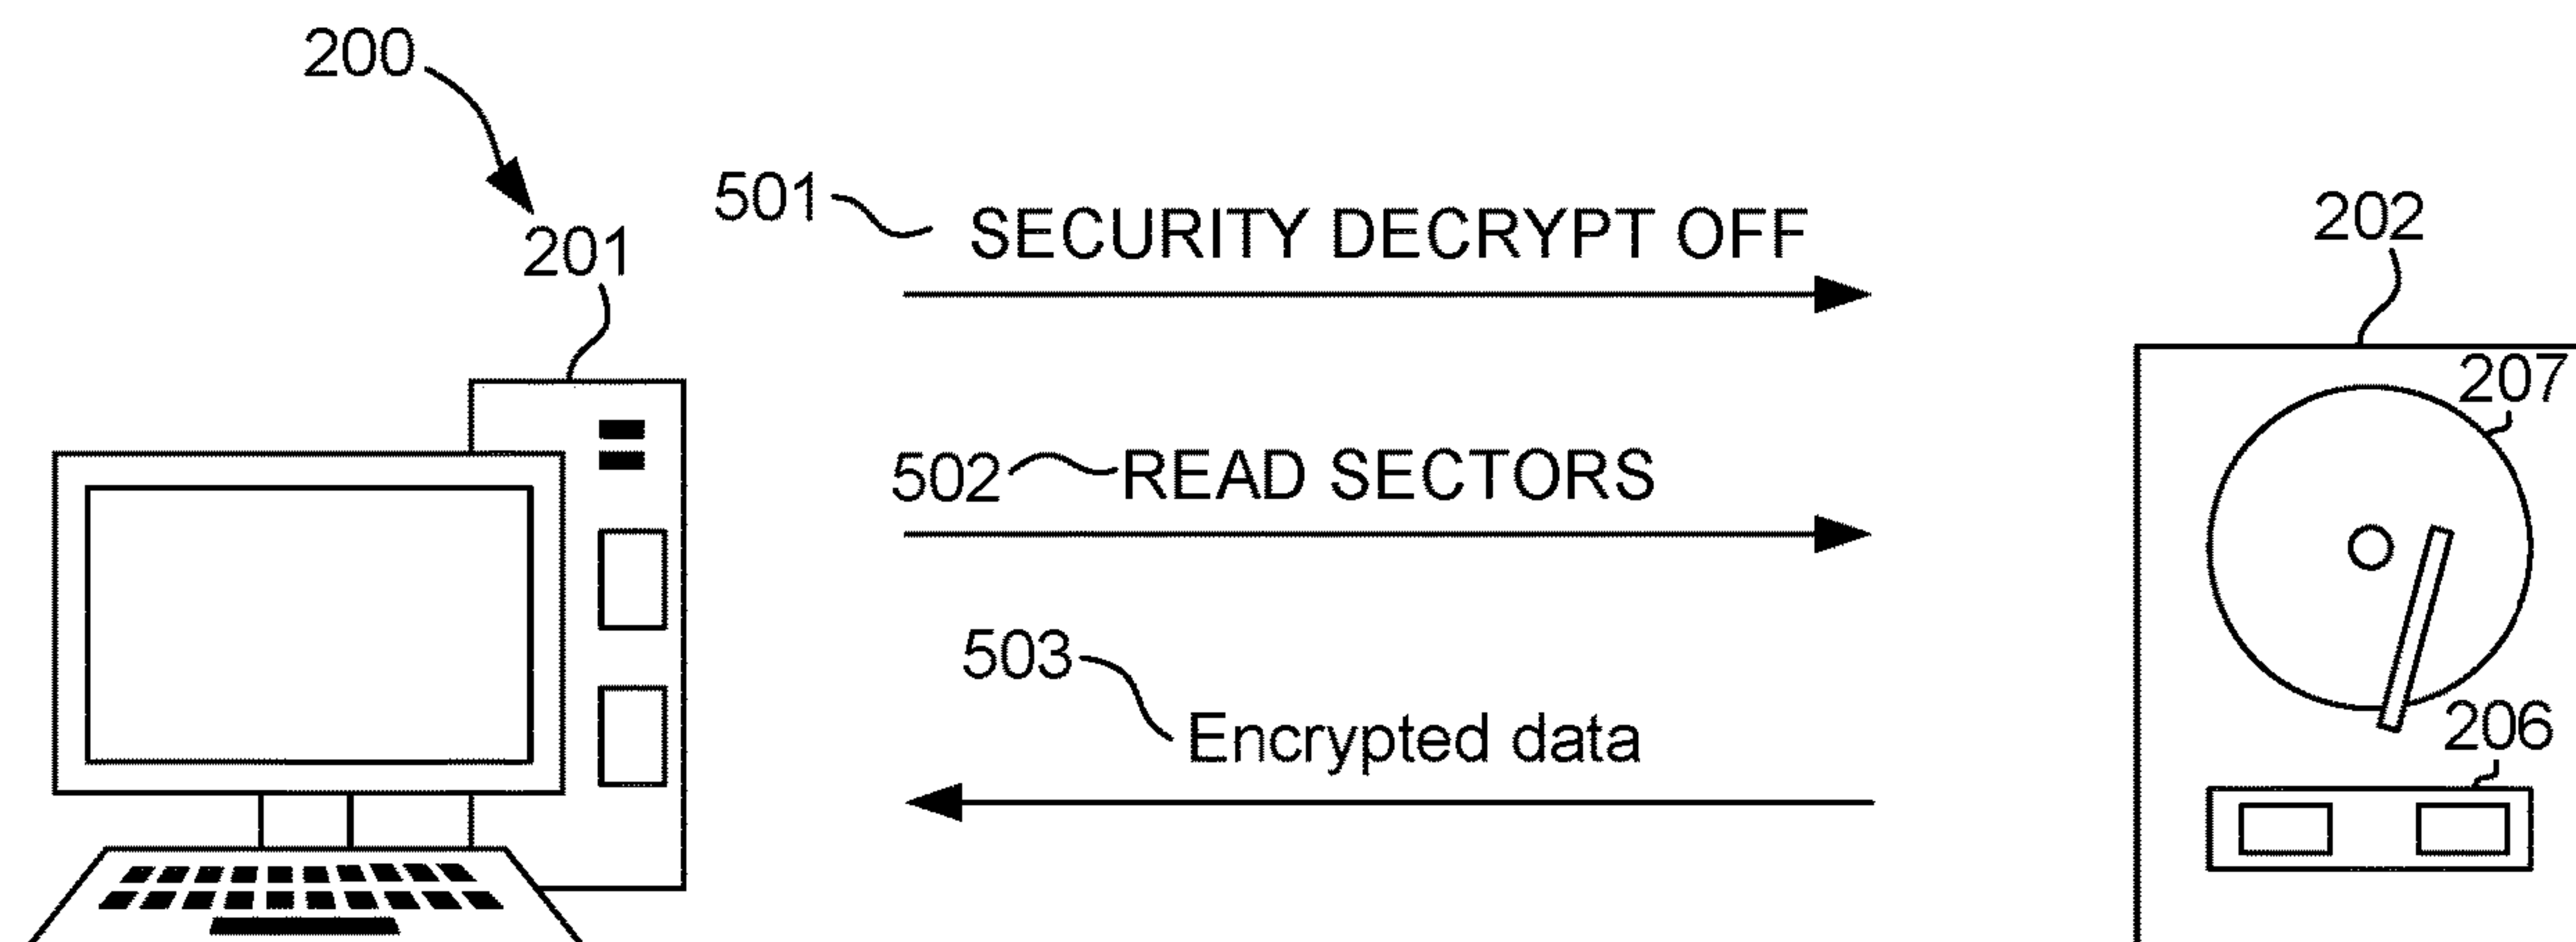 200
201
501
SECURITY DECRYPT OFF
202
207
502
READ SECTORS
503
Encrypted data
206